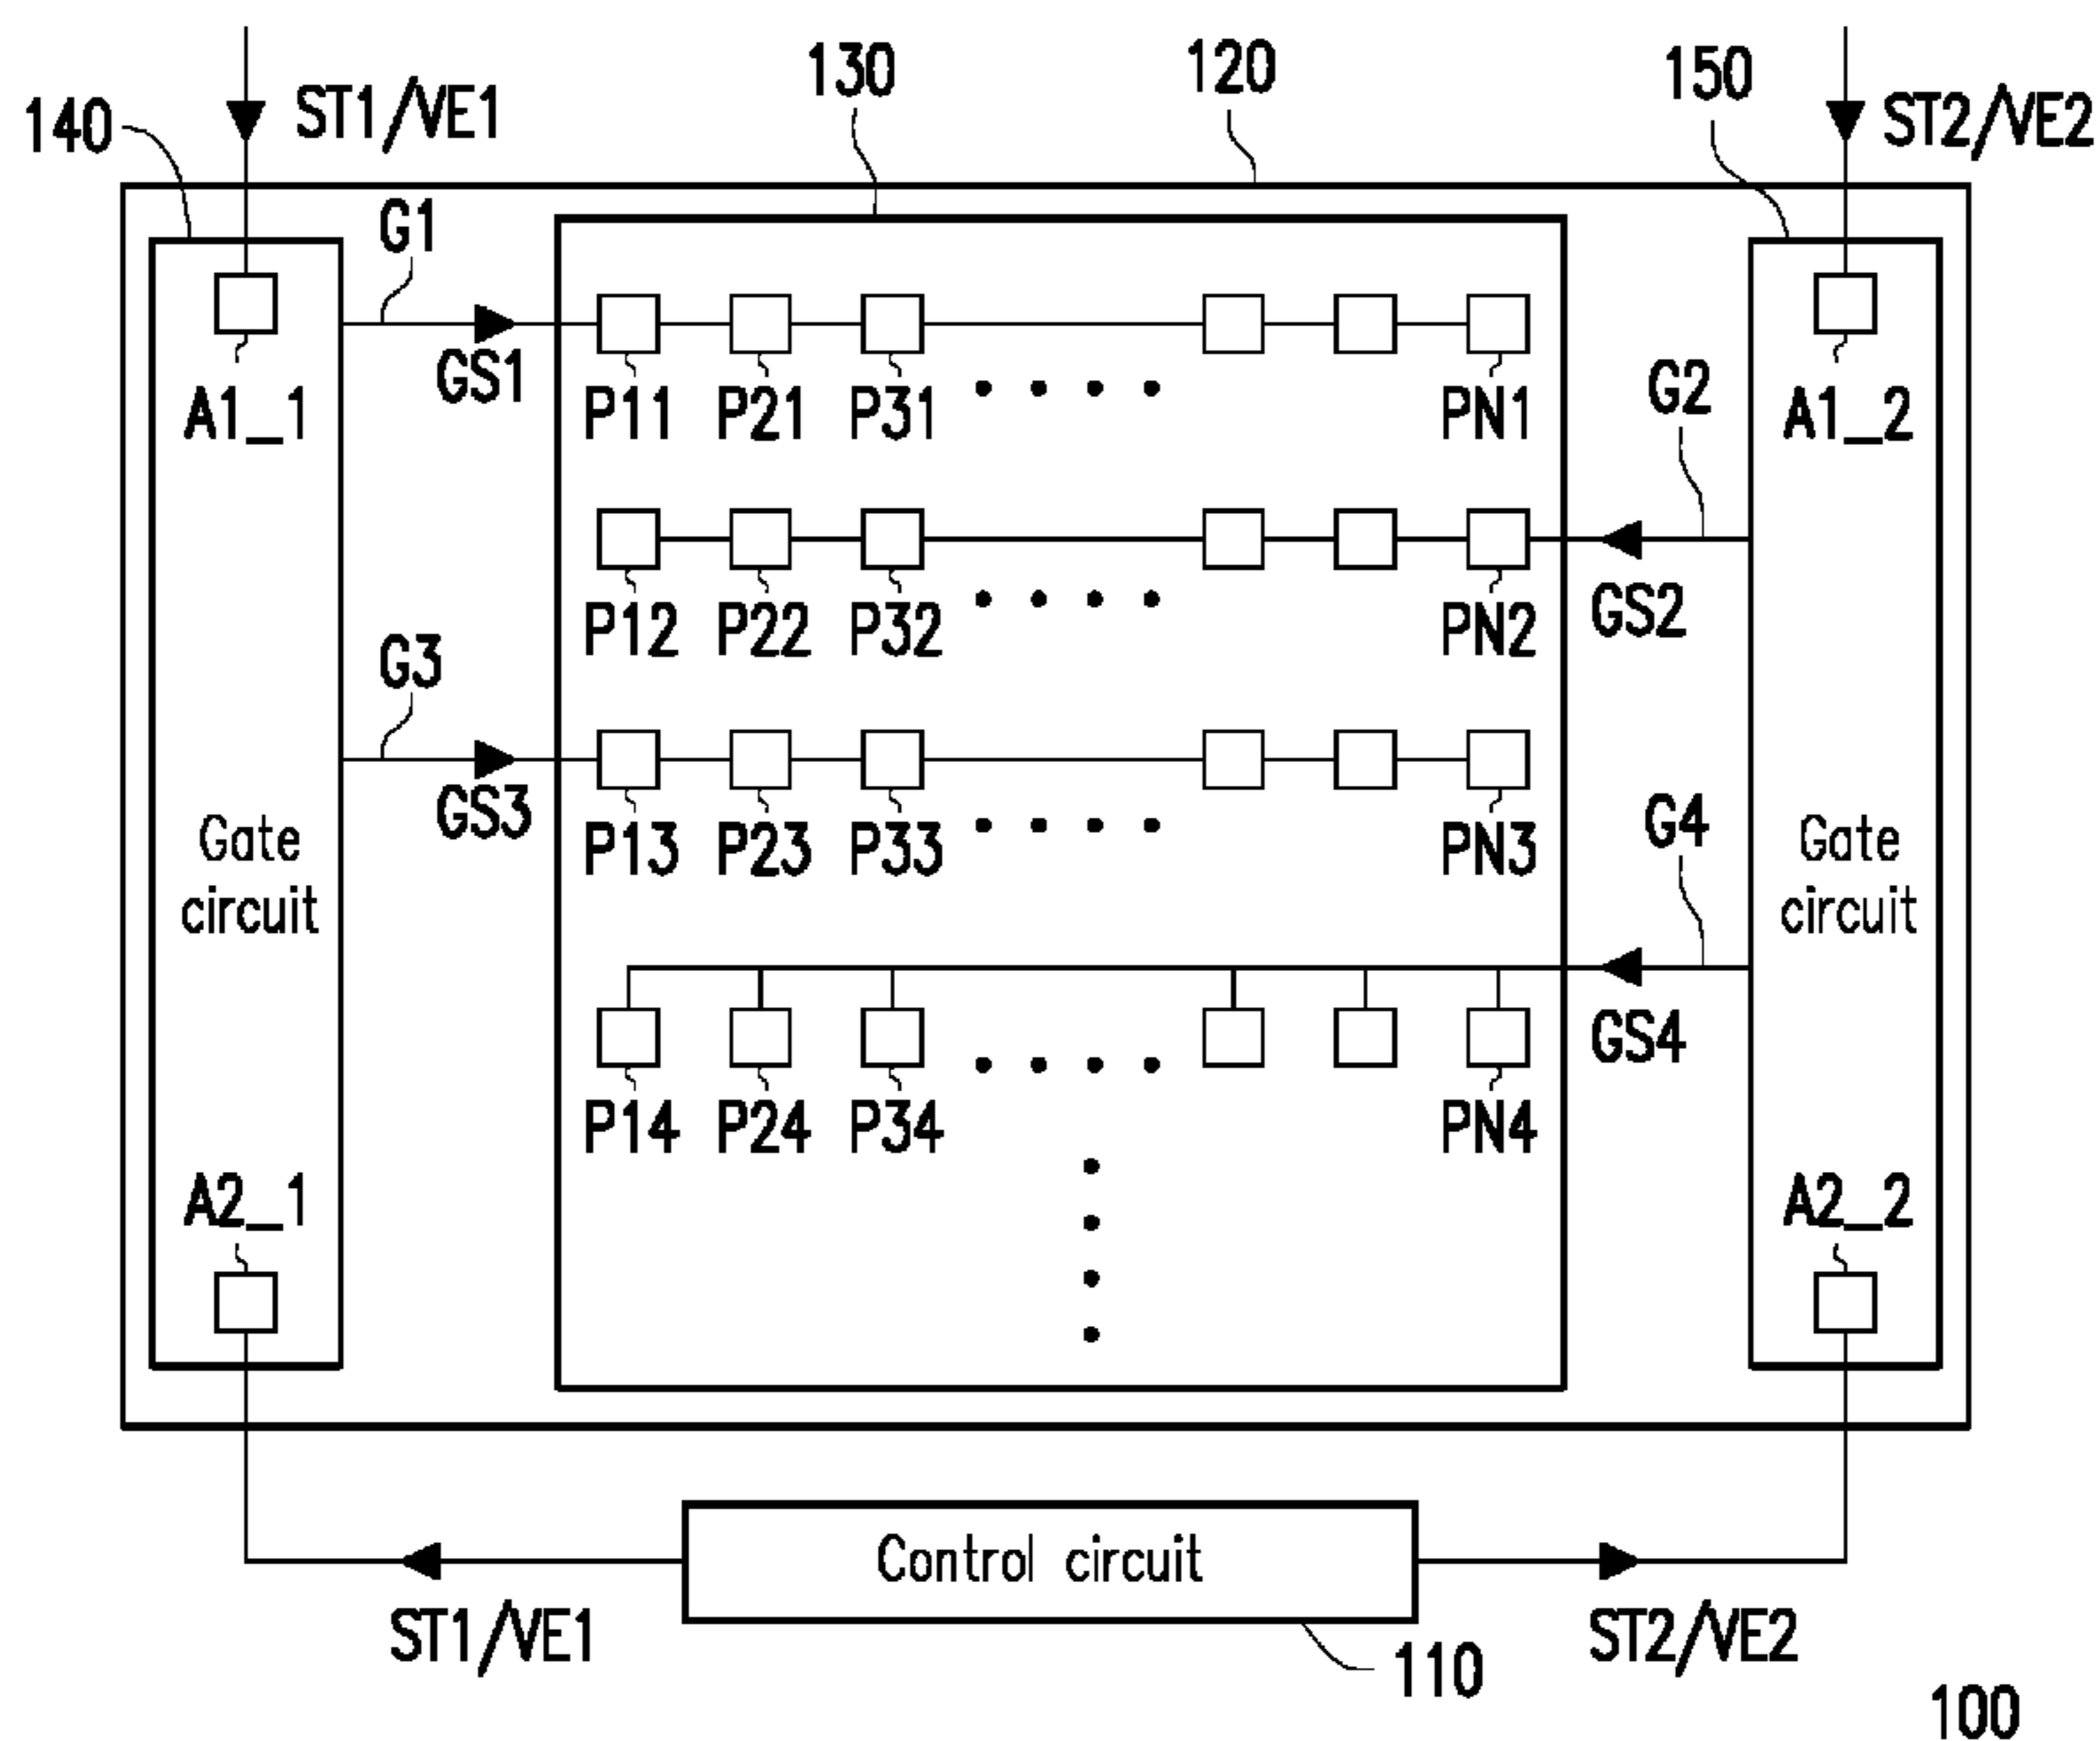 130 120 150
140 ST1/VE1 ST2/VE2
G1
GS1
A1_1 P11 P21 P31 PN1 G2 A1_2
P12 P22 P32 PN2 GS2
G3
GS3 P13 P23 P33 PN3 G4
Gate circuit
Gate circuit
GS4
P14 P24 P34 PN4
A2_1 A2_2
Control circuit
ST1/VE1 110 ST2/VE2
100